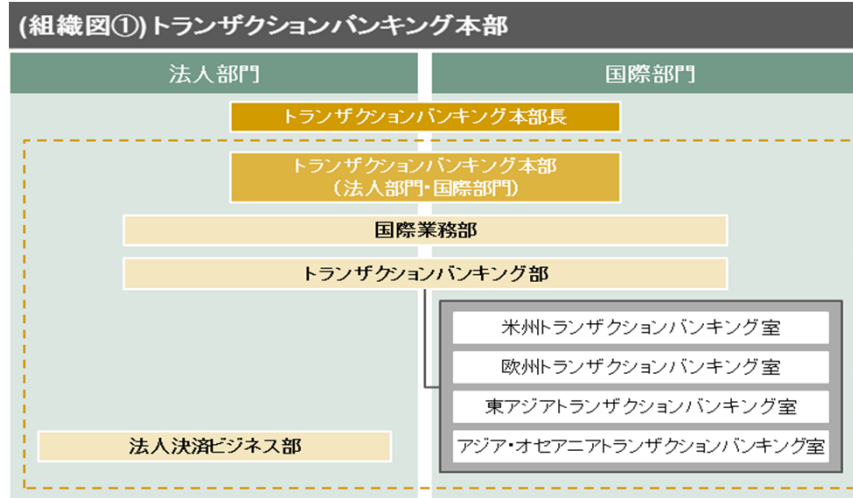 (組織図①)トランザクションバンキング本部
法人部門
国際部門
トランザクションバンキング本部長
トランザクションバンキング本部
(法人部門・国際部門)
国際業務部
トランザクションバンキング部
米州トランザクションバンキング室
欧州トランザクションバンキング室
東アジアトランザクションバンキング室
アジア・オセアニアトランザクションバンキング室
法人決済ビジネス部